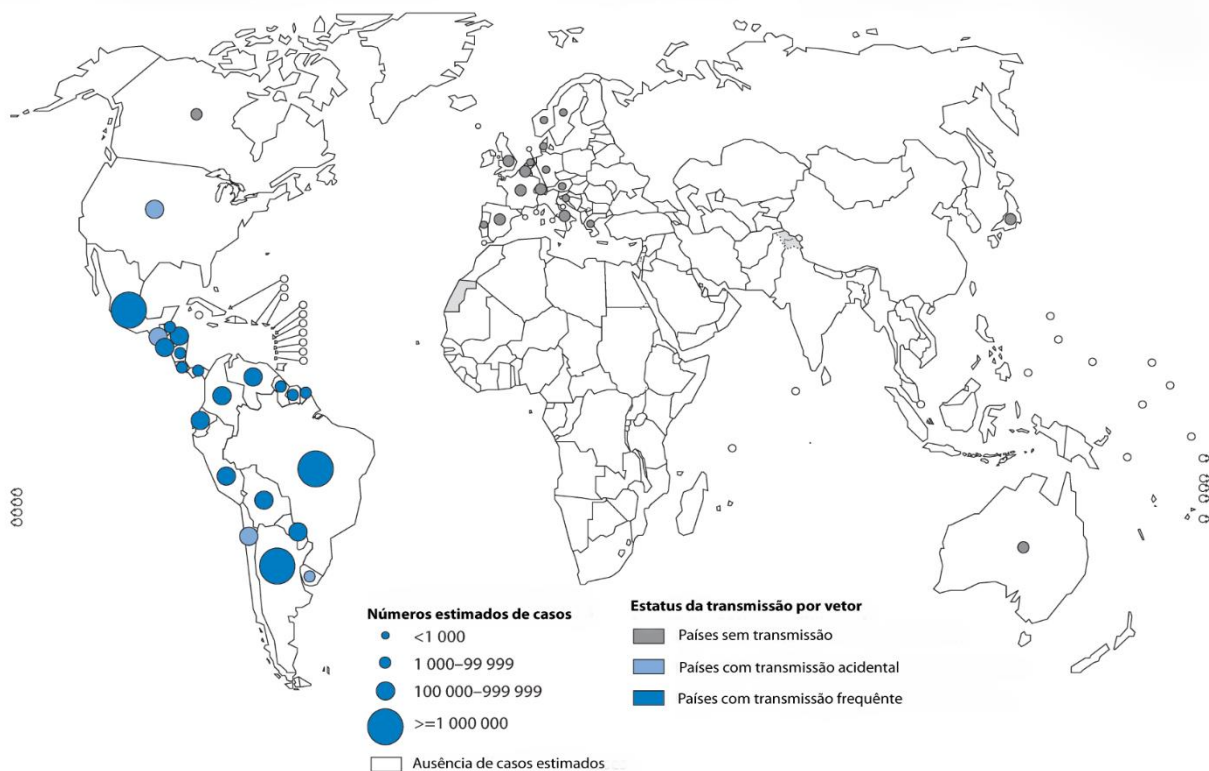 Números estimados de casos
<1 000
1 000–99 999
100 000–999 999
>=1 000 000
Ausência de casos estimados
Estatus da transmissão por vetor
Países sem transmissão
Países com transmissão acidental
Países com transmissão frequênte